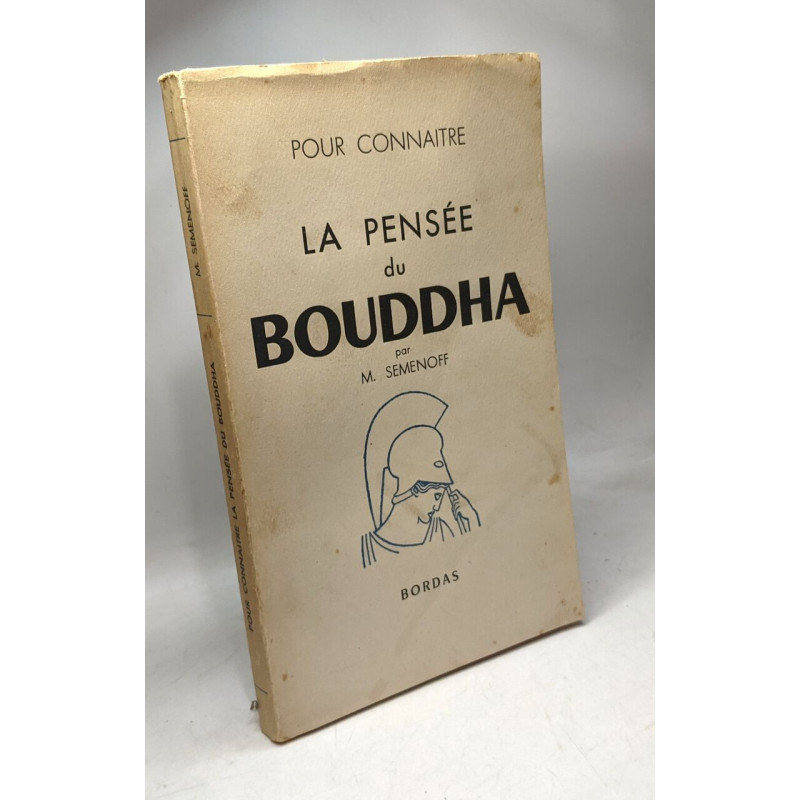 POUR CONNAITRE
LA PENSÉE
du
BOUDDHA
par
M. SEMENOFF
BORDAS
M. SEMENOFF
POUR CONNAITRE LA PENSÉE DU BOUDDHA